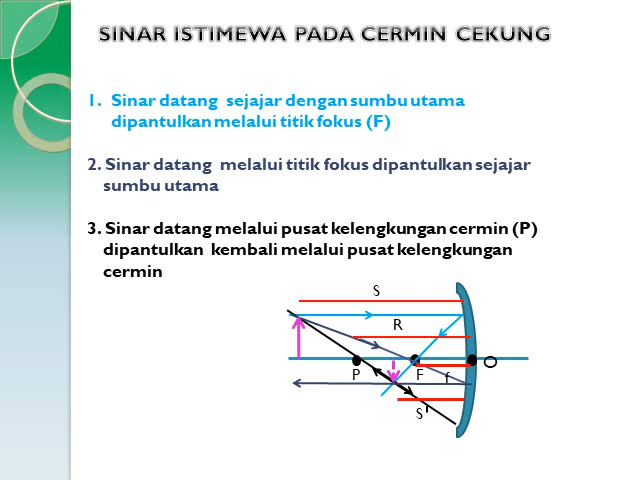 SINAR ISTIMEWA PADA CERMIN CEKUNG
1. Sinar datang sejajar dengan sumbu utama
dipantulkan melalui titik fokus (F)
2. Sinar datang melalui titik fokus dipantulkan sejajar
sumbu utama
3. Sinar datang melalui pusat kelengkungan cermin (P)
dipantulkan kembali melalui pusat kelengkungan
cermin
S
R
O
P F f
S'